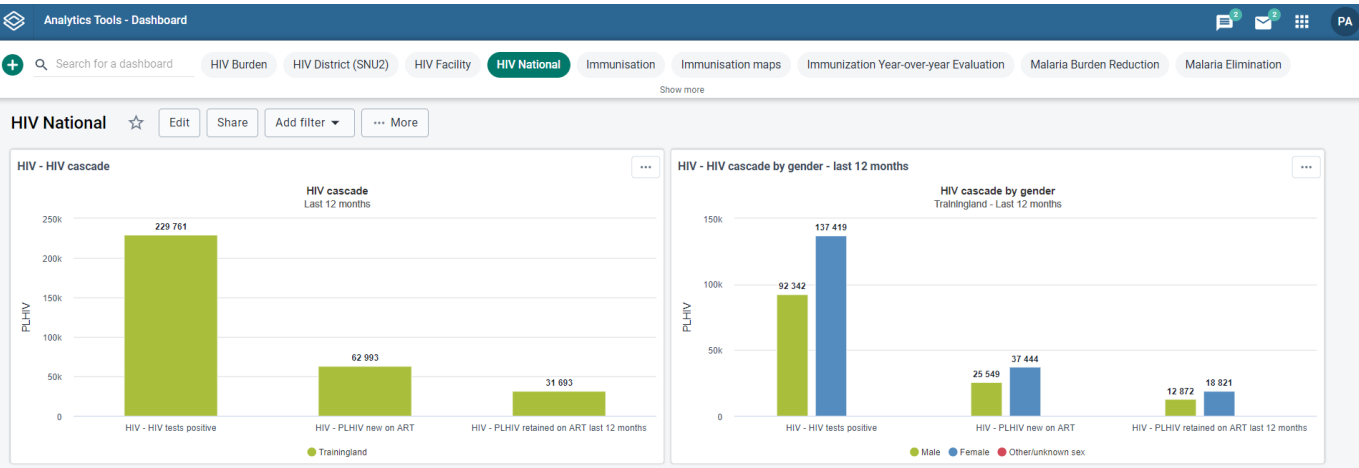 Analytics Tools - Dashboard
2
2
PA
Search for a dashboard
HIV Burden
HIV District (SNU2)
HIV Facility
HIV National
Immunisation
Immunisation maps
Immunization Year-over-year Evaluation
Malaria Burden Reduction
Malaria Elimination
Show more
HIV National
Edit
Share
Add filter
More
HIV - HIV cascade
HIV cascade
Last 12 months
PLHIV
250k
200k
150k
100k
50k
0
229 761
62 993
31 693
HIV - HIV tests positive
HIV - PLHIV new on ART
HIV - PLHIV retained on ART last 12 months
Trainingland
HIV - HIV cascade by gender - last 12 months
HIV cascade by gender
Trainingland - Last 12 months
PLHIV
150k
100k
50k
0
92 342
137 419
25 549
37 444
12 872
18 821
HIV - HIV tests positive
HIV - PLHIV new on ART
HIV - PLHIV retained on ART last 12 months
Male
Female
Other/unknown sex